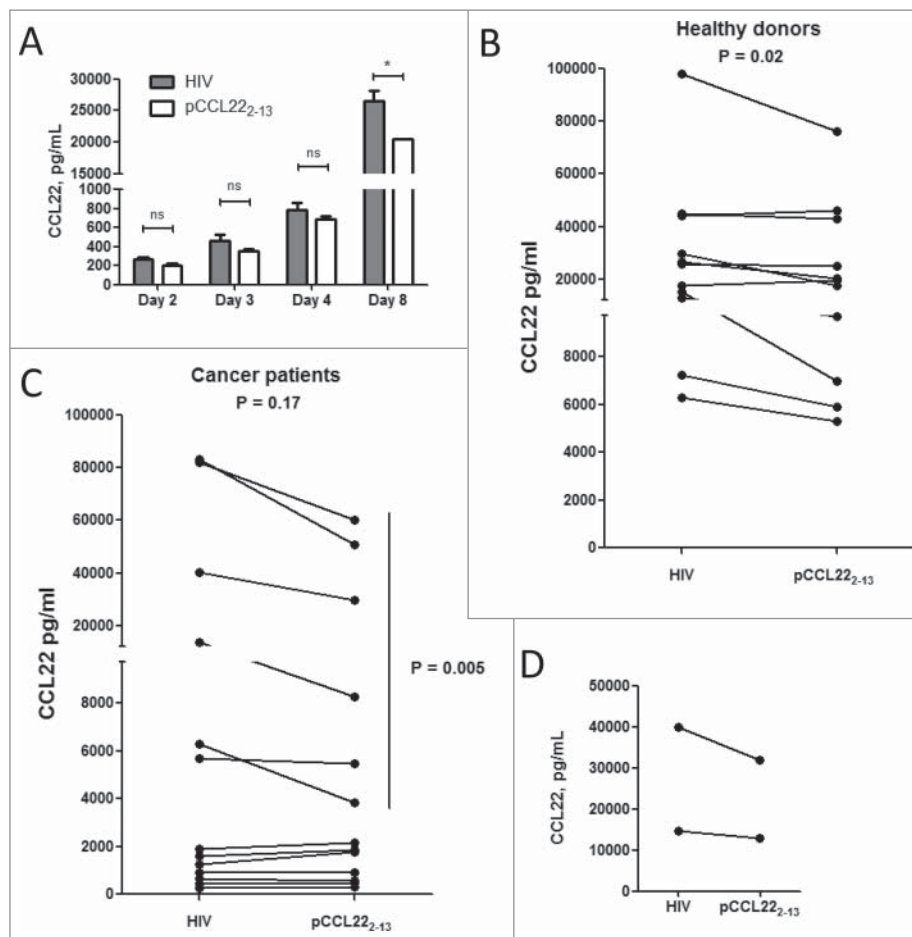 A
HIV
pCCL22₂₋₁₃
CCL22, pg/mL
30000
25000
20000
15000
1000
800
600
400
200
0
ns
ns
ns
*
Day 2
Day 3
Day 4
Day 8
B
Healthy donors
P = 0.02
CCL22 pg/ml
100000
80000
60000
40000
20000
8000
6000
4000
2000
0
HIV
pCCL22₂₋₁₃
C
Cancer patients
P = 0.17
CCL22 pg/ml
100000
80000
60000
40000
20000
8000
6000
4000
2000
0
P = 0.005
HIV
pCCL22₂₋₁₃
D
CCL22, pg/mL
50000
40000
30000
20000
10000
0
HIV
pCCL22₂₋₁₃